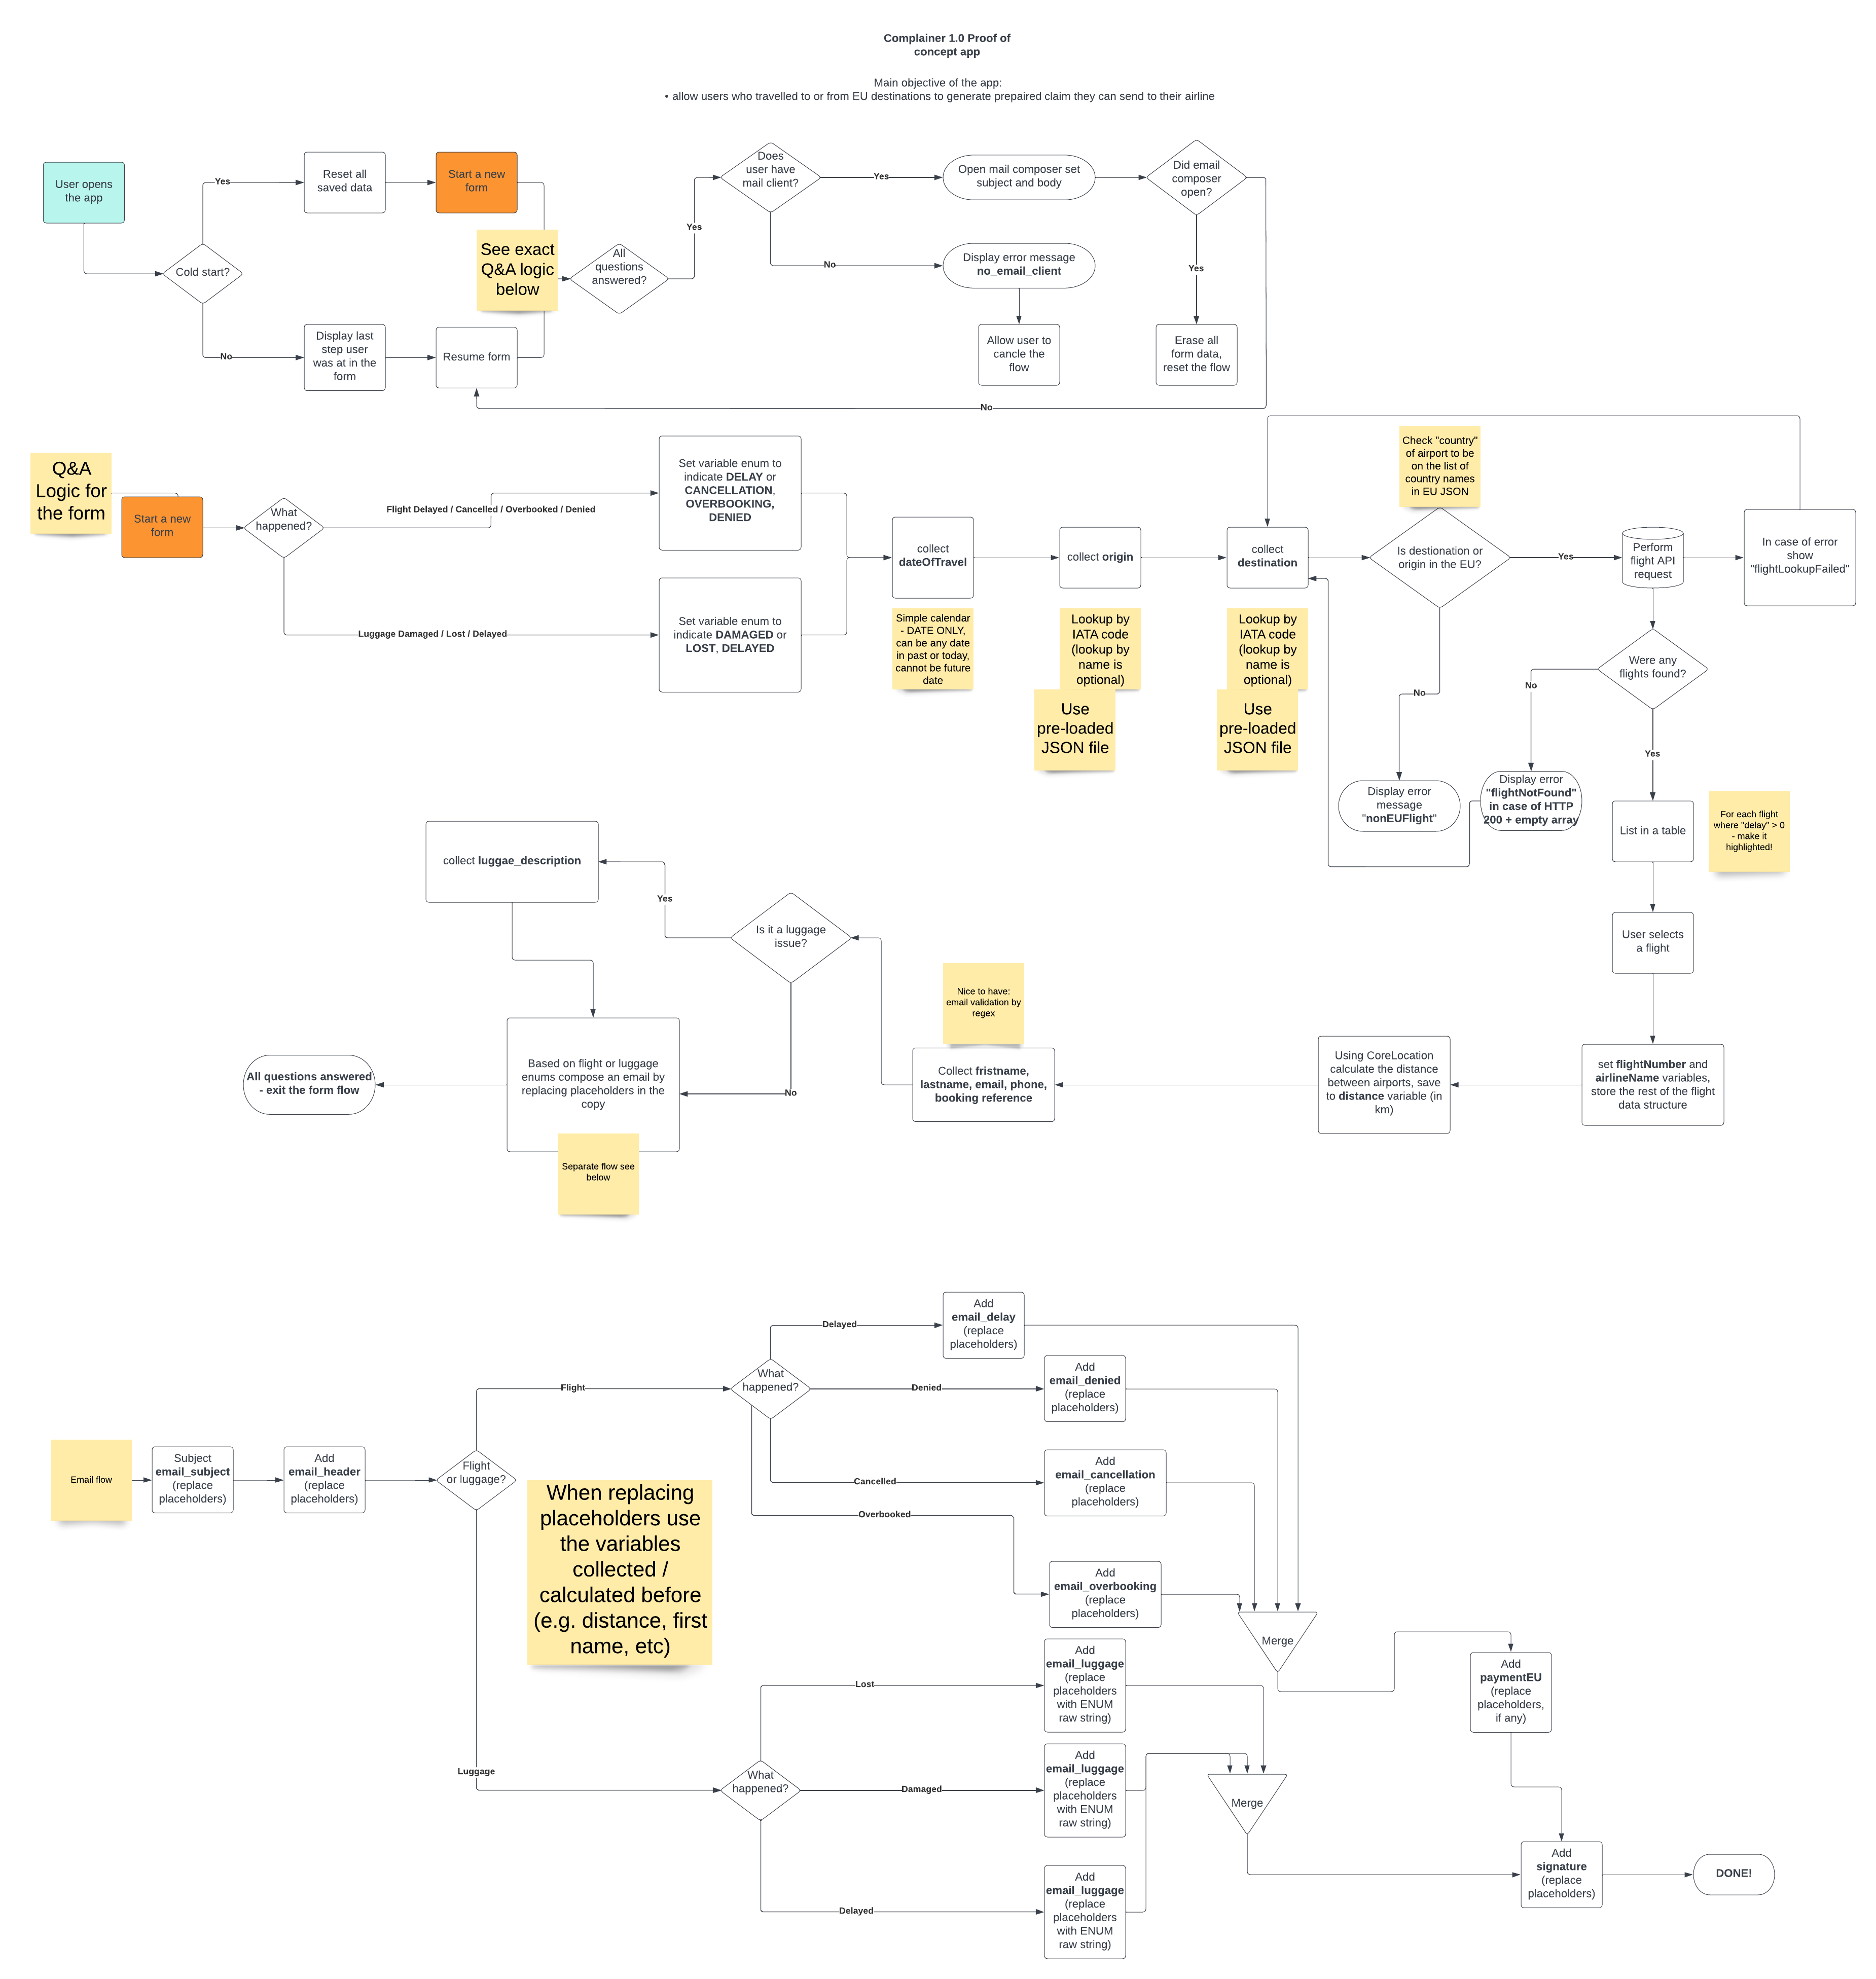 Complainer 1.0 Proof of
concept app
Main objective of the app:
• allow users who travelled to or from EU destinations to generate prepaired claim they can send to their airline
User opens
the app
Cold start?
Yes
No
Reset all
saved data
Start a new
form
Display last
step user
was at in the
form
Resume form
See exact
Q&A logic
below
All
questions
answered?
Yes
Does
user have
mail client?
Yes
No
Open mail composer set
subject and body
Display error message
no_email_client
Allow user to
cancle the
flow
Did email
composer
open?
Yes
Erase all
form data,
reset the flow
No
Q&A
Logic for
the form
Start a new
form
What
happened?
Flight Delayed / Cancelled / Overbooked / Denied
Luggage Damaged / Lost / Delayed
Set variable enum to
indicate DELAY or
CANCELLATION,
OVERBOOKING,
DENIED
Set variable enum to
indicate DAMAGED or
LOST, DELAYED
collect
dateOfTravel
Simple calendar
- DATE ONLY,
can be any date
in past or today,
cannot be future
date
collect origin
Lookup by
IATA code
(lookup by
name is
optional)
Use
pre-loaded
JSON file
collect
destination
Lookup by
IATA code
(lookup by
name is
optional)
Use
pre-loaded
JSON file
Check "country"
of airport to be
on the list of
country names
in EU JSON
Is destionation or
origin in the EU?
Yes
No
Display error
message
"nonEUFlight"
Perform
flight API
request
In case of error
show
"flightLookupFailed"
Were any
flights found?
No
Yes
Display error
"flightNotFound"
in case of HTTP
200 + empty array
List in a table
For each flight
where "delay" > 0
- make it
highlighted!
User selects
a flight
set flightNumber and
airlineName variables,
store the rest of the flight
data structure
Using CoreLocation
calculate the distance
between airports, save
to distance variable (in
km)
Nice to have:
email validation by
regex
Collect fristname,
lastname, email, phone,
booking reference
Is it a luggage
issue?
Yes
No
collect luggae_description
Based on flight or luggage
enums compose an email by
replacing placeholders in the
copy
Separate flow see
below
All questions answered
- exit the form flow
Email flow
Subject
email_subject
(replace
placeholders)
Add
email_header
(replace
placeholders)
Flight
or luggage?
Flight
Luggage
When replacing
placeholders use
the variables
collected /
calculated before
(e.g. distance, first
name, etc)
What
happened?
Delayed
Denied
Cancelled
Overbooked
Add
email_delay
(replace
placeholders)
Add
email_denied
(replace
placeholders)
Add
email_cancellation
(replace
placeholders)
Add
email_overbooking
(replace
placeholders)
Merge
What
happened?
Lost
Damaged
Delayed
Add
email_luggage
(replace
placeholders
with ENUM
raw string)
Add
email_luggage
(replace
placeholders
with ENUM
raw string)
Add
email_luggage
(replace
placeholders
with ENUM
raw string)
Merge
Add
paymentEU
(replace
placeholders,
if any)
Add
signature
(replace
placeholders)
DONE!